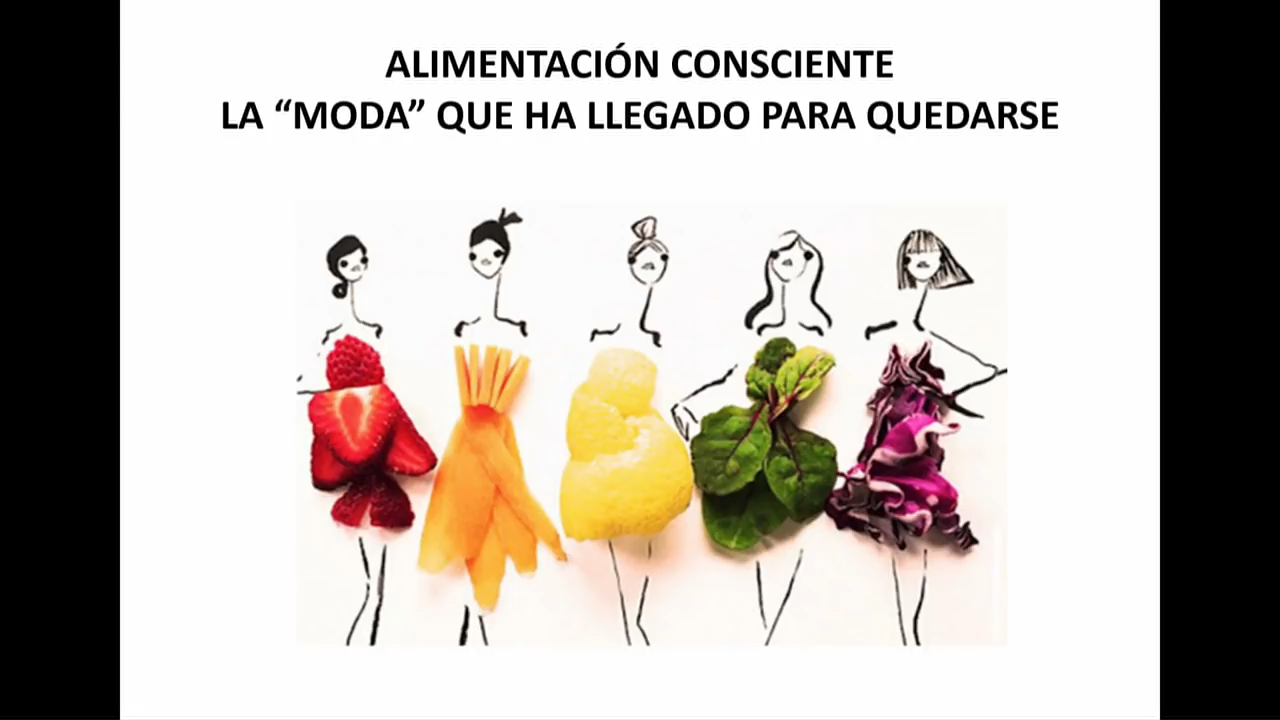 ALIMENTACIÓN CONSCIENTE
LA “MODA” QUE HA LLEGADO PARA QUEDARSE